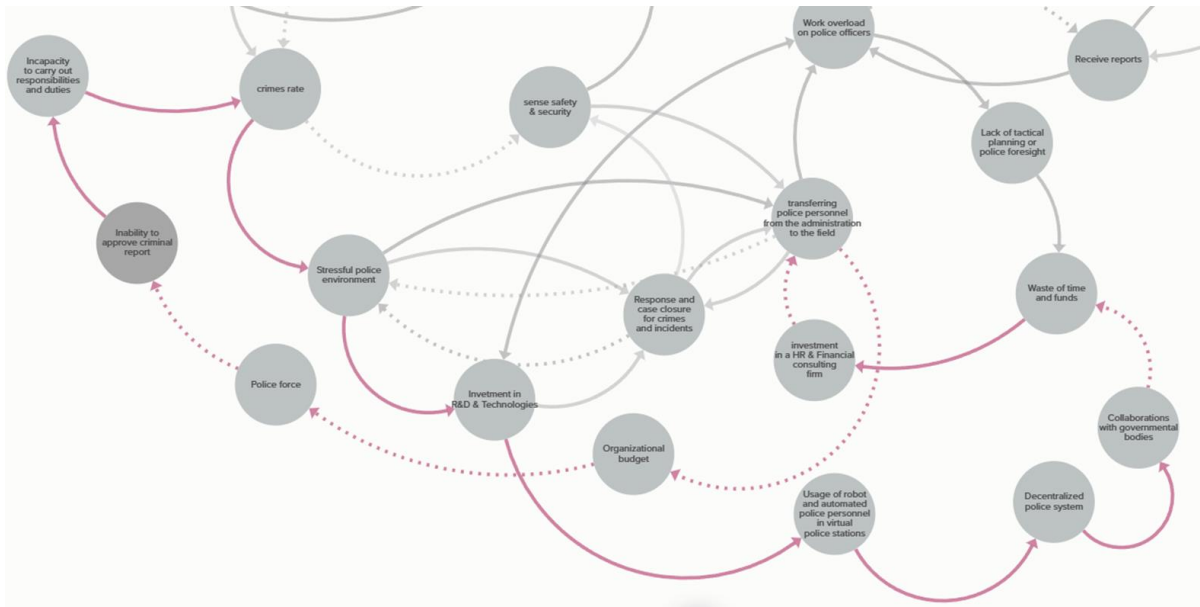 Work overload
on police officers
Incapacity
to carry out
responsibilities
and duties
crimes rate
Receive reports
sense safety
& security
Lack of tactical
planning or
police foresight
transferring
police personnel
from the administration
to the field
Inability to
approve criminal
report
Stressful police
environment
Waste of time
and funds
Response and
case closure
for crimes
and incidents
investment
in a HR & Financial
consulting
firm
Police force
Invetment in
R&D & Technologies
Collaborations
with governmental
bodies
Organizational
budget
Usage of robot
and automated
police personnel
in virtual
police stations
Decentralized
police system